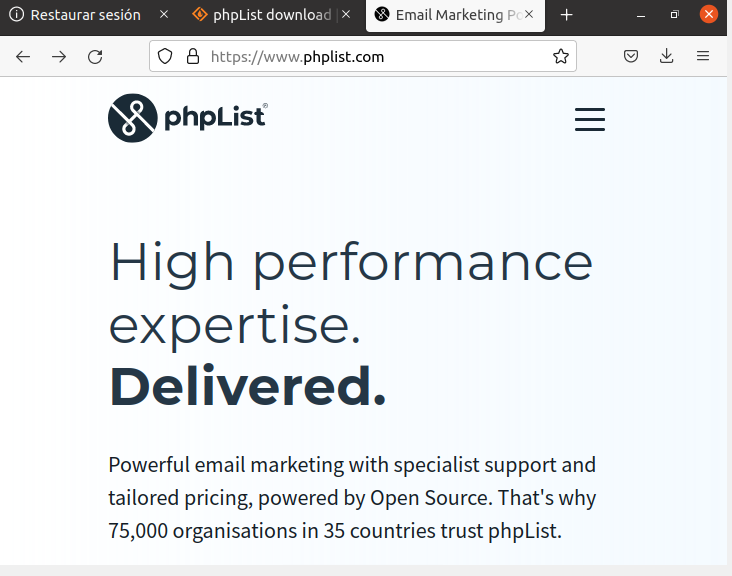 Restaurar sesión
phpList download
Email Marketing Po
https://www.phplist.com
phpList®
High performance
expertise.
Delivered.
Powerful email marketing with specialist support and
tailored pricing, powered by Open Source. That's why
75,000 organisations in 35 countries trust phpList.